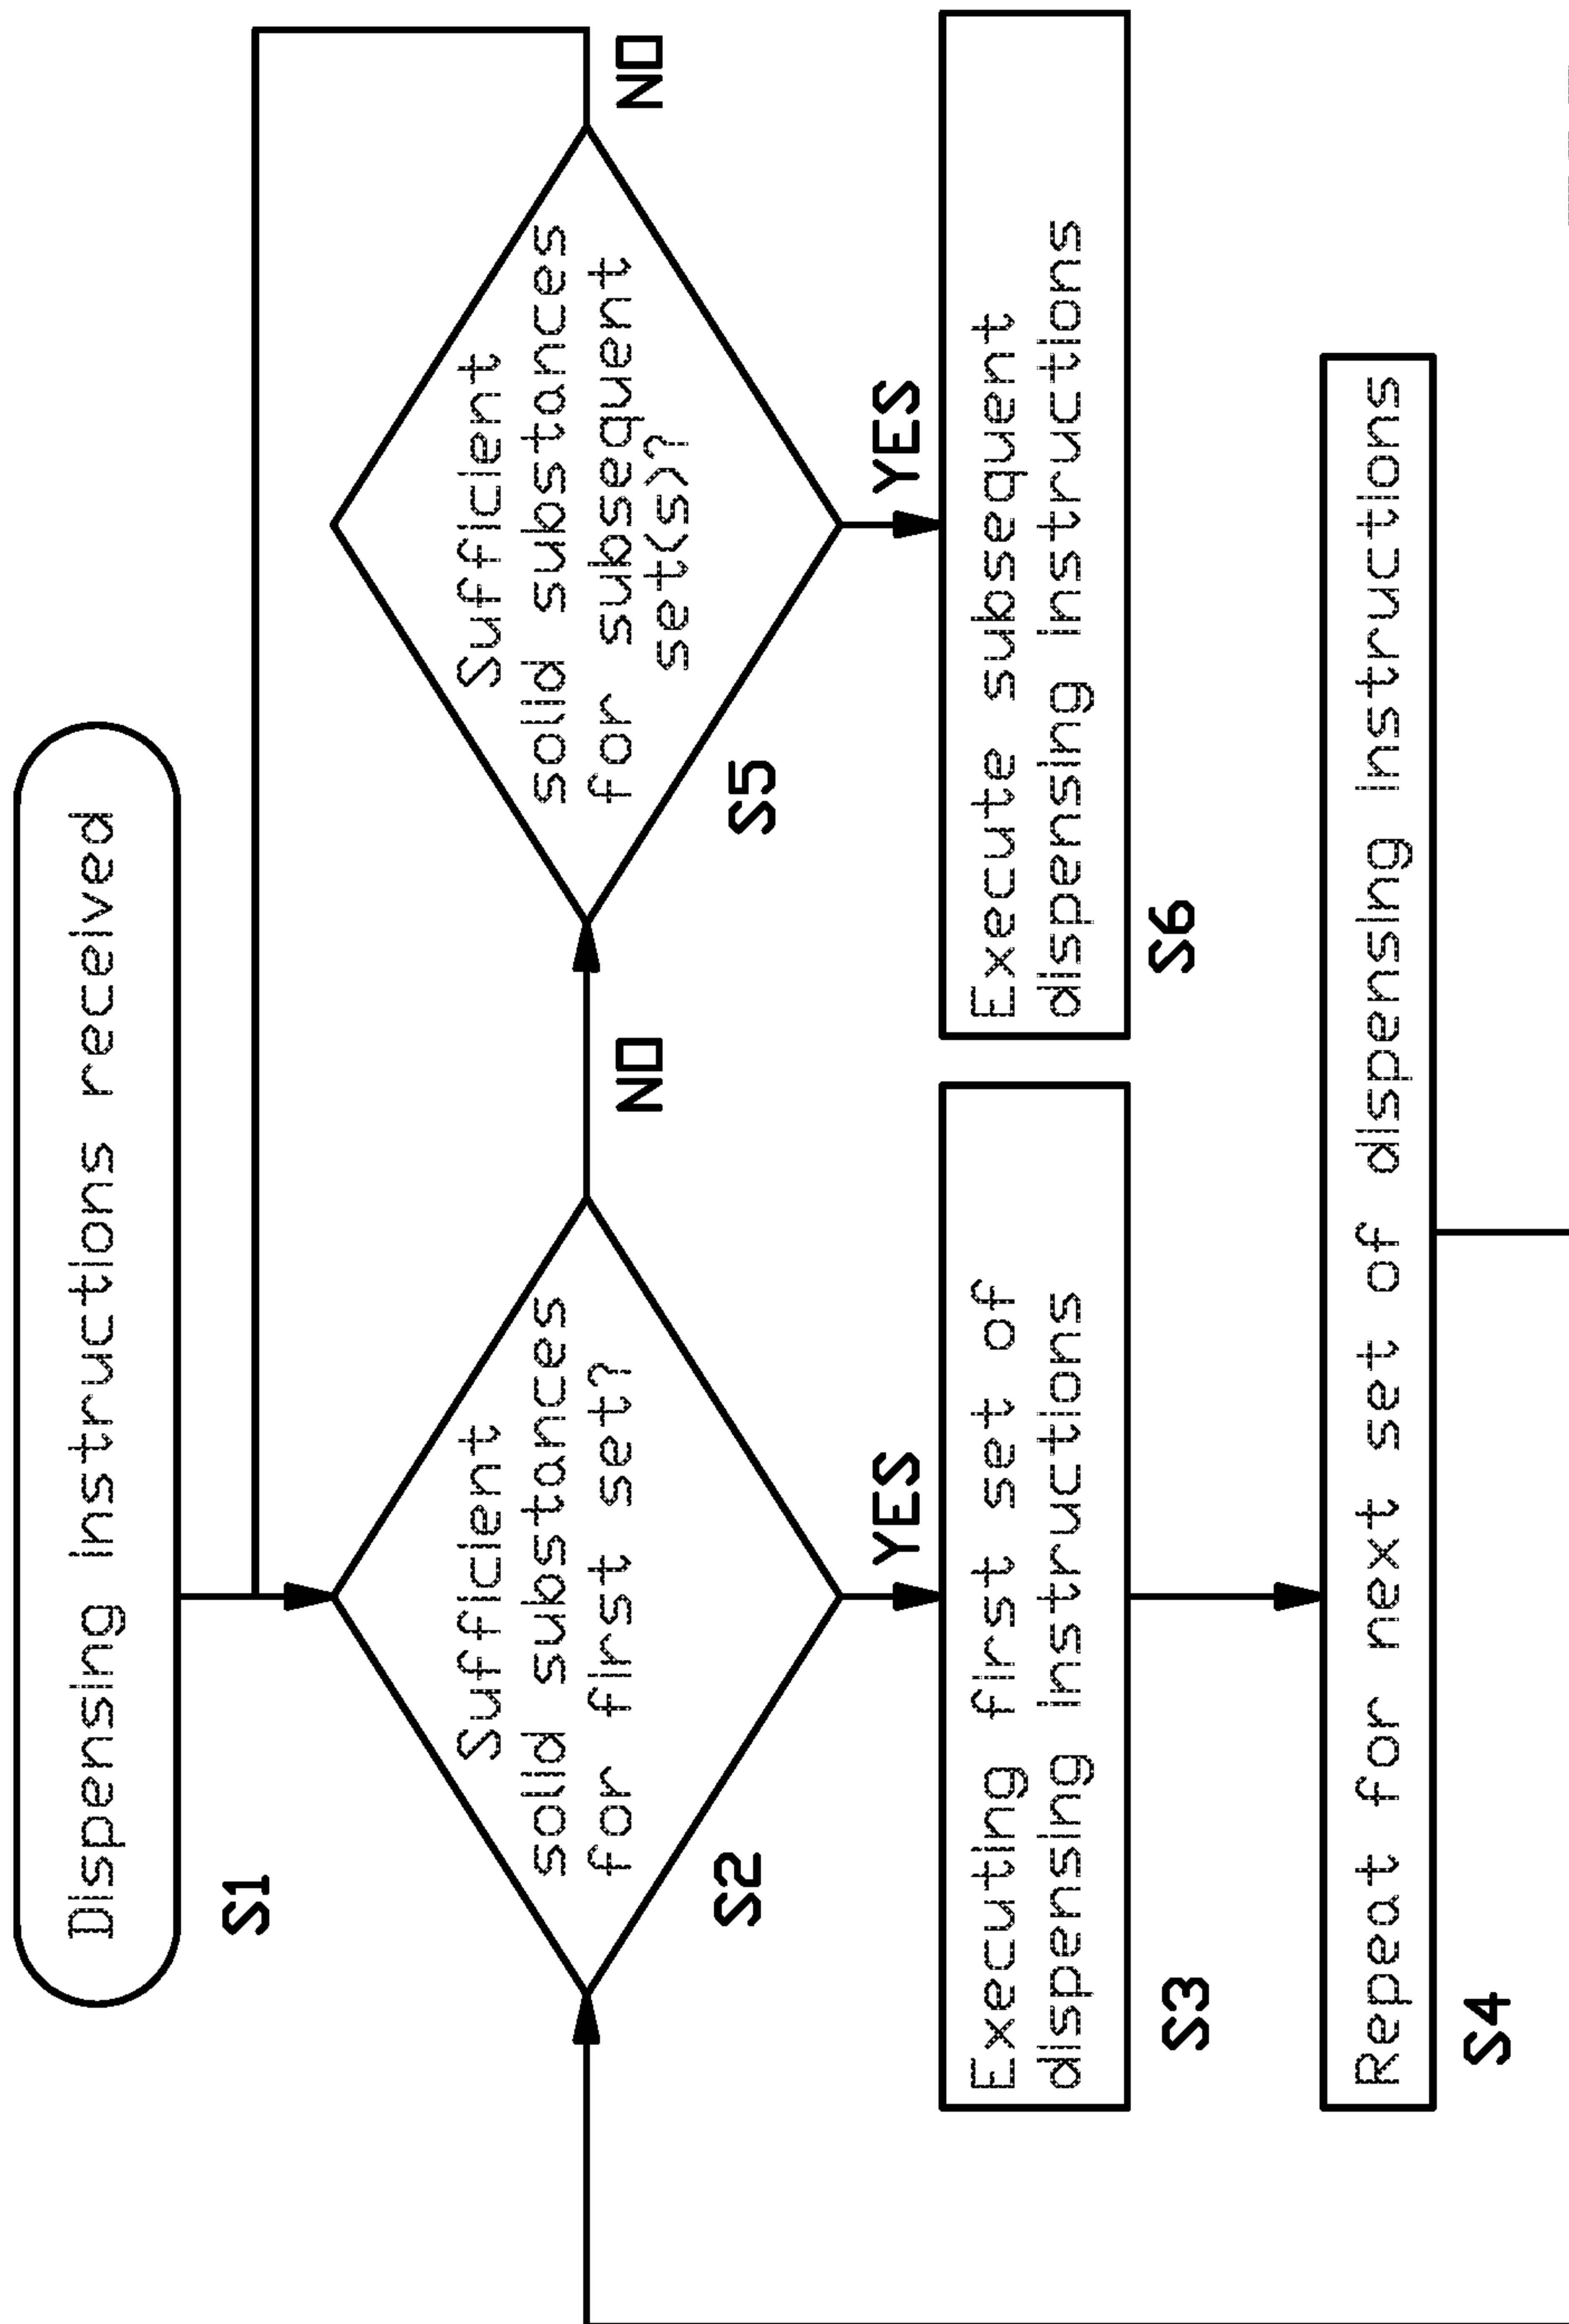 Dispensing instructions received
S1
Sufficient
solid substances
for first set?
S2
NO
YES
Executing first set of
dispensing instructions
S3
Repeat for next set of dispensing instructions
S4
Sufficient
solid substances
for subsequent
set(s)?
S5
NO
YES
Execute subsequent
dispensing instructions
S6